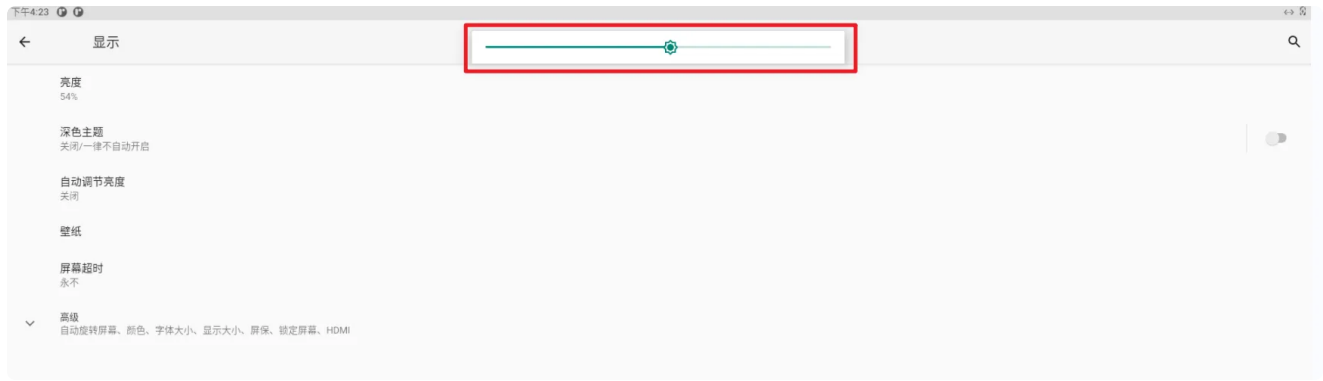 下午4:23
显示
亮度
54%
深色主题
关闭/一律不自动开启
自动调节亮度
关闭
壁纸
屏幕超时
永不
高级
自动旋转屏幕、颜色、字体大小、显示大小、屏保、锁定屏幕、HDMI